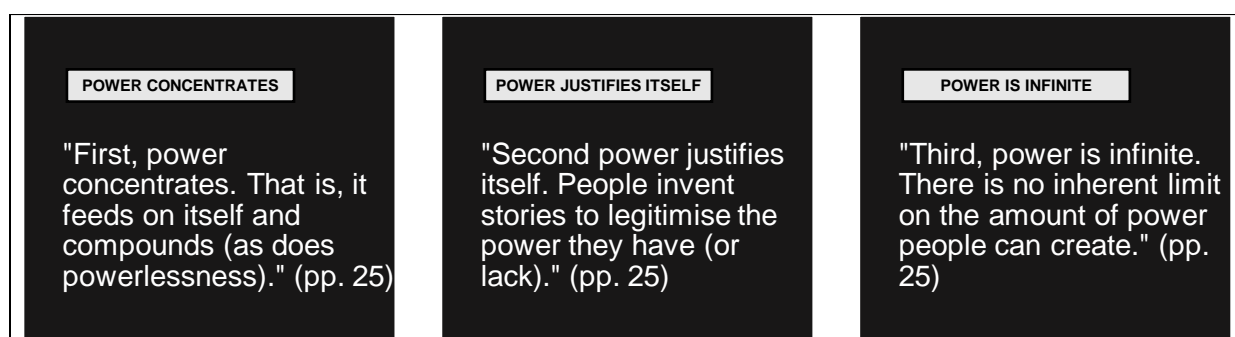 POWER CONCENTRATES
"First, power
concentrates. That is, it
feeds on itself and
compounds (as does
powerlessness)." (pp. 25)
POWER JUSTIFIES ITSELF
"Second power justifies
itself. People invent
stories to legitimise the
power they have (or
lack)." (pp. 25)
POWER IS INFINITE
"Third, power is infinite.
There is no inherent limit
on the amount of power
people can create." (pp.
25)